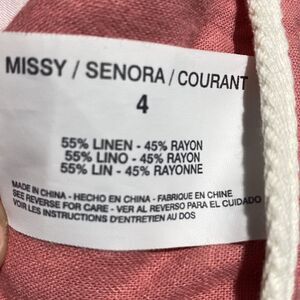 MISSY / SENORA / COURANT
4
55% LINEN - 45% RAYON
55% LINO - 45% RAYON
55% LIN - 45% RAYONNE
MADE IN CHINA - HECHO EN CHINA - FABRIQUE EN CHINE
SEE REVERSE FOR CARE - VER AL REVERSO PARA EL CUIDADO
VOIR LES INSTRUCTIONS D'ENTRETIEN AU DOS